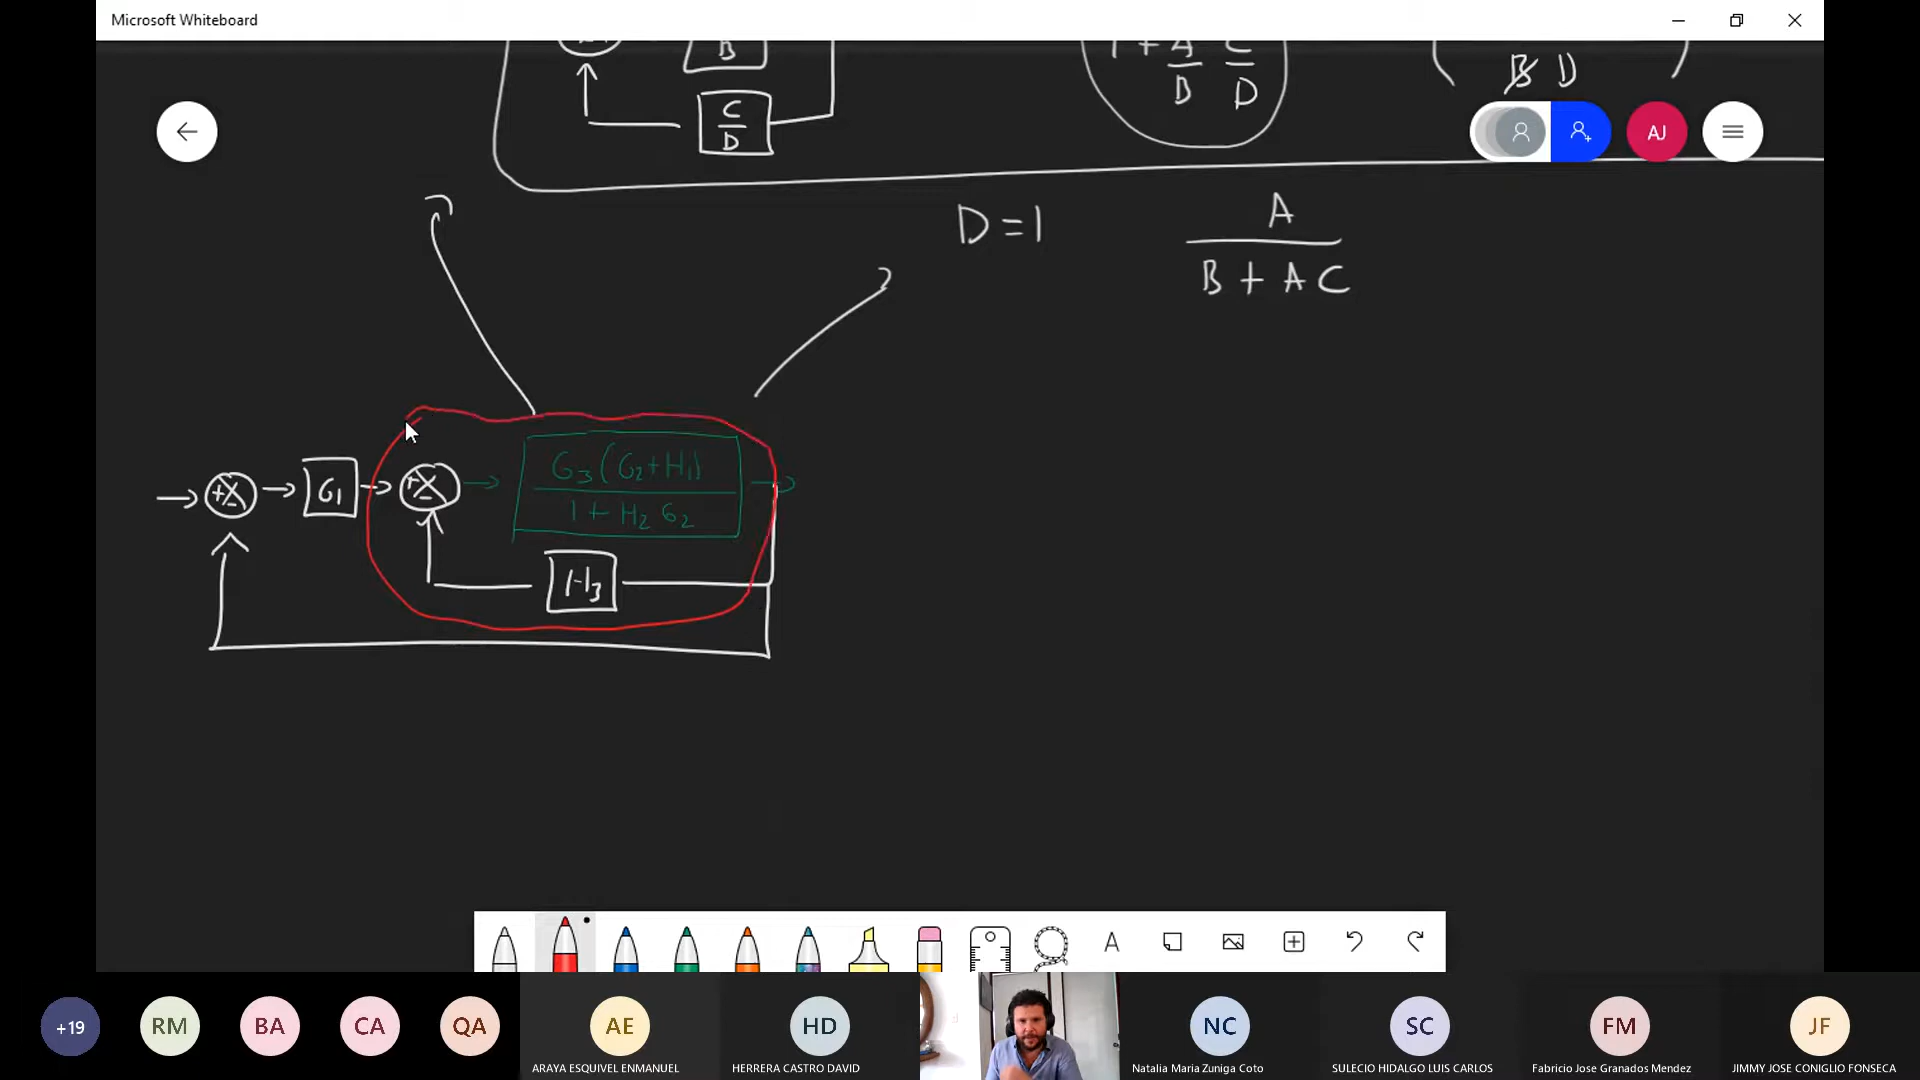 Microsoft Whiteboard
B
C
D
1 + A C
B D
B D
AJ
D = 1
A
B + A C
G3 (G2 + H1)
1 + H2 G2
G1
+ -
+ -
H3
A
+19
RM
BA
CA
QA
AE
HD
NC
SC
FM
JF
ARAYA ESQUIVEL ENMANUEL
HERRERA CASTRO DAVID
Natalia Maria Zuniga Coto
SULECIO HIDALGO LUIS CARLOS
Fabricio Jose Granados Mendez
JIMMY JOSE CONIGLIO FONSECA